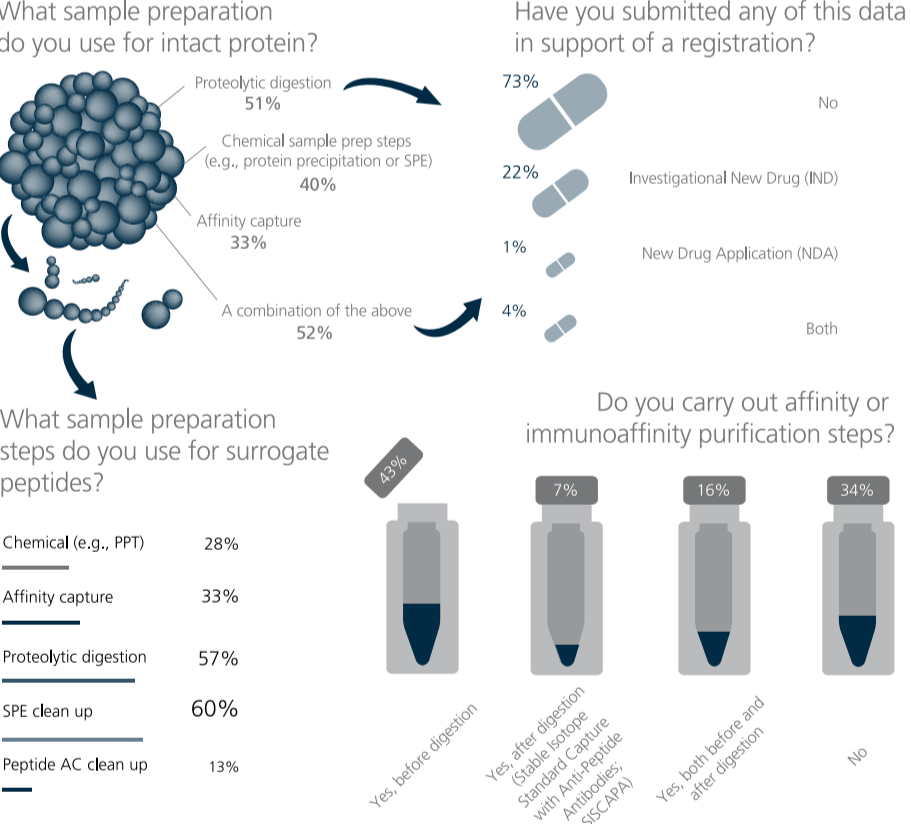 What sample preparation
do you use for intact protein?
Proteolytic digestion
51%
Chemical sample prep steps
(e.g., protein precipitation or SPE)
40%
Affinity capture
33%
A combination of the above
52%
Have you submitted any of this data
in support of a registration?
73%
No
22%
Investigational New Drug (IND)
1%
New Drug Application (NDA)
4%
Both
What sample preparation
steps do you use for surrogate
peptides?
Chemical (e.g., PPT) 28%
Affinity capture 33%
Proteolytic digestion 57%
SPE clean up 60%
Peptide AC clean up 13%
Do you carry out affinity or
immunoaffinity purification steps?
43%
7%
16%
34%
Yes, before digestion
Yes, after digestion
(Stable Isotope
Standard Capture
with Anti-Peptide
Antibodies;
SISCAPA)
Yes, both before and
after digestion
No